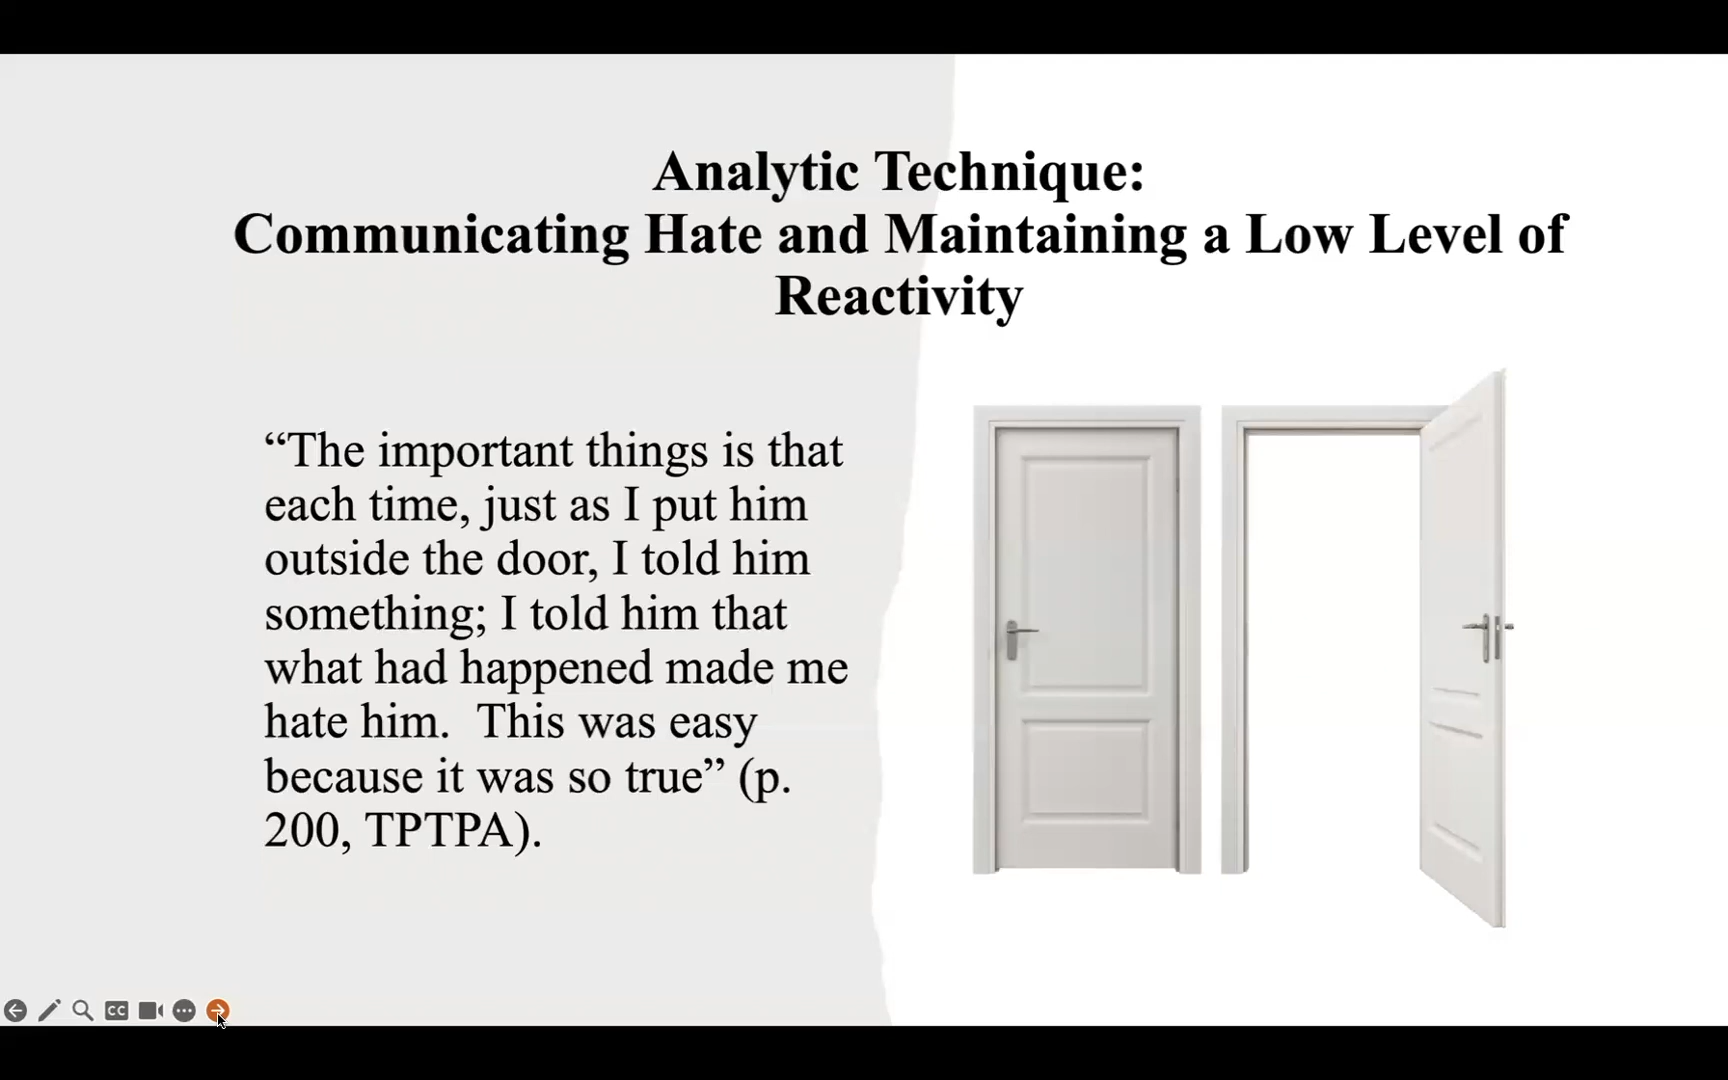 Analytic Technique:
Communicating Hate and Maintaining a Low Level of
Reactivity
“The important things is that
each time, just as I put him
outside the door, I told him
something; I told him that
what had happened made me
hate him.  This was easy
because it was so true” (p.
200, TPTPA).
CC